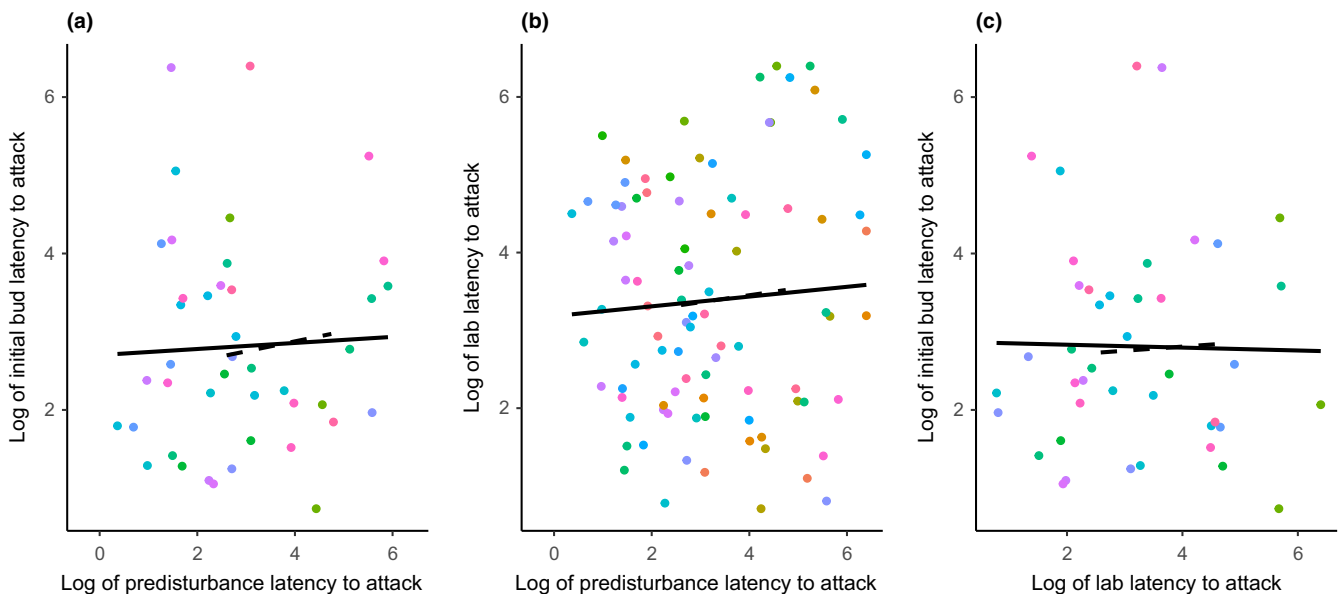 (a)
Log of initial bud latency to attack
6
4
2
0 2 4 6
Log of predisturbance latency to attack
(b)
Log of lab latency to attack
6
4
2
0 2 4 6
Log of predisturbance latency to attack
(c)
Log of initial bud latency to attack
6
4
2
2 4 6
Log of lab latency to attack